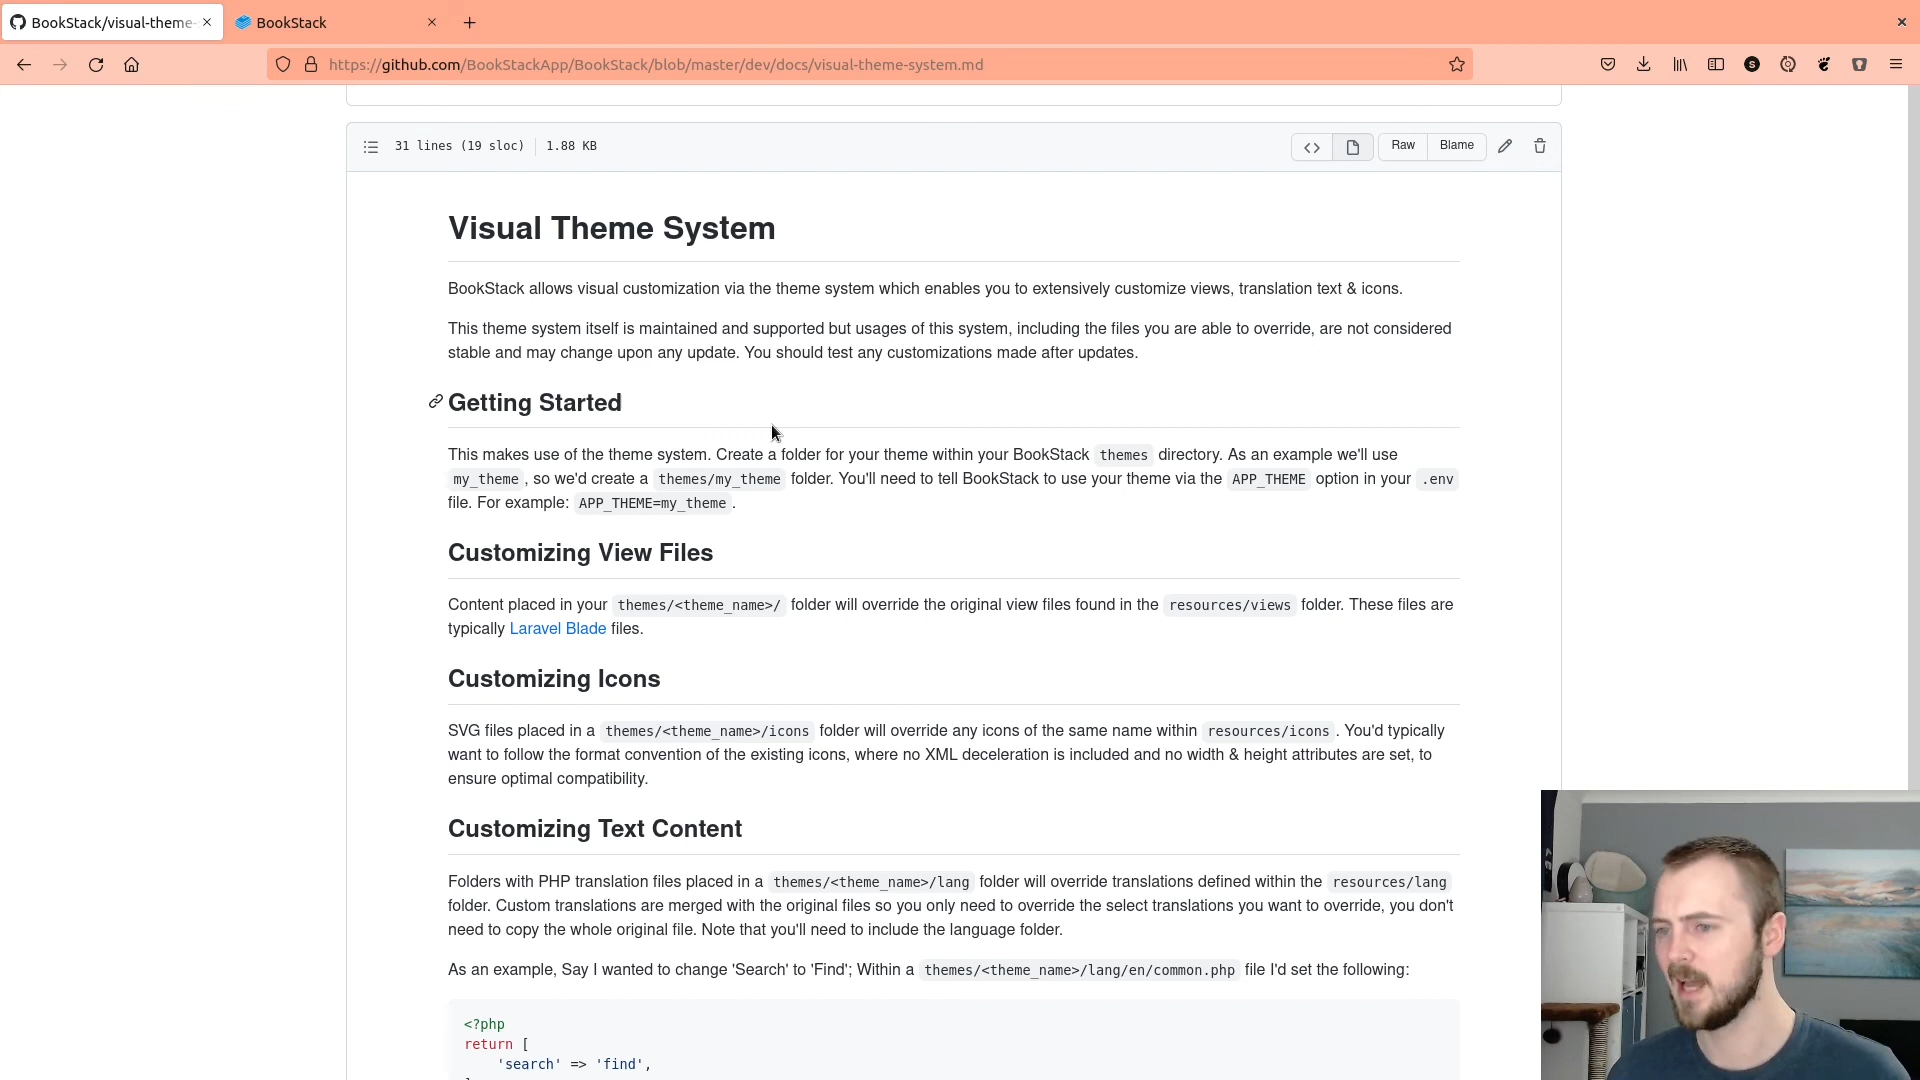 BookStack/visual-theme-
BookStack
https://github.com/BookStackApp/BookStack/blob/master/dev/docs/visual-theme-system.md
31 lines (19 sloc) 1.88 KB
Raw Blame
Visual Theme System
BookStack allows visual customization via the theme system which enables you to extensively customize views, translation text & icons.
This theme system itself is maintained and supported but usages of this system, including the files you are able to override, are not considered
stable and may change upon any update. You should test any customizations made after updates.
Getting Started
This makes use of the theme system. Create a folder for your theme within your BookStack themes directory. As an example we'll use
my_theme , so we'd create a themes/my_theme folder. You'll need to tell BookStack to use your theme via the APP_THEME option in your .env
file. For example: APP_THEME=my_theme .
Customizing View Files
Content placed in your themes/<theme_name>/ folder will override the original view files found in the resources/views folder. These files are
typically Laravel Blade files.
Customizing Icons
SVG files placed in a themes/<theme_name>/icons folder will override any icons of the same name within resources/icons . You'd typically
want to follow the format convention of the existing icons, where no XML deceleration is included and no width & height attributes are set, to
ensure optimal compatibility.
Customizing Text Content
Folders with PHP translation files placed in a themes/<theme_name>/lang folder will override translations defined within the resources/lang
folder. Custom translations are merged with the original files so you only need to override the select translations you want to override, you don't
need to copy the whole original file. Note that you'll need to include the language folder.
As an example, Say I wanted to change 'Search' to 'Find'; Within a themes/<theme_name>/lang/en/common.php file I'd set the following:
<?php
return [
'search' => 'find',